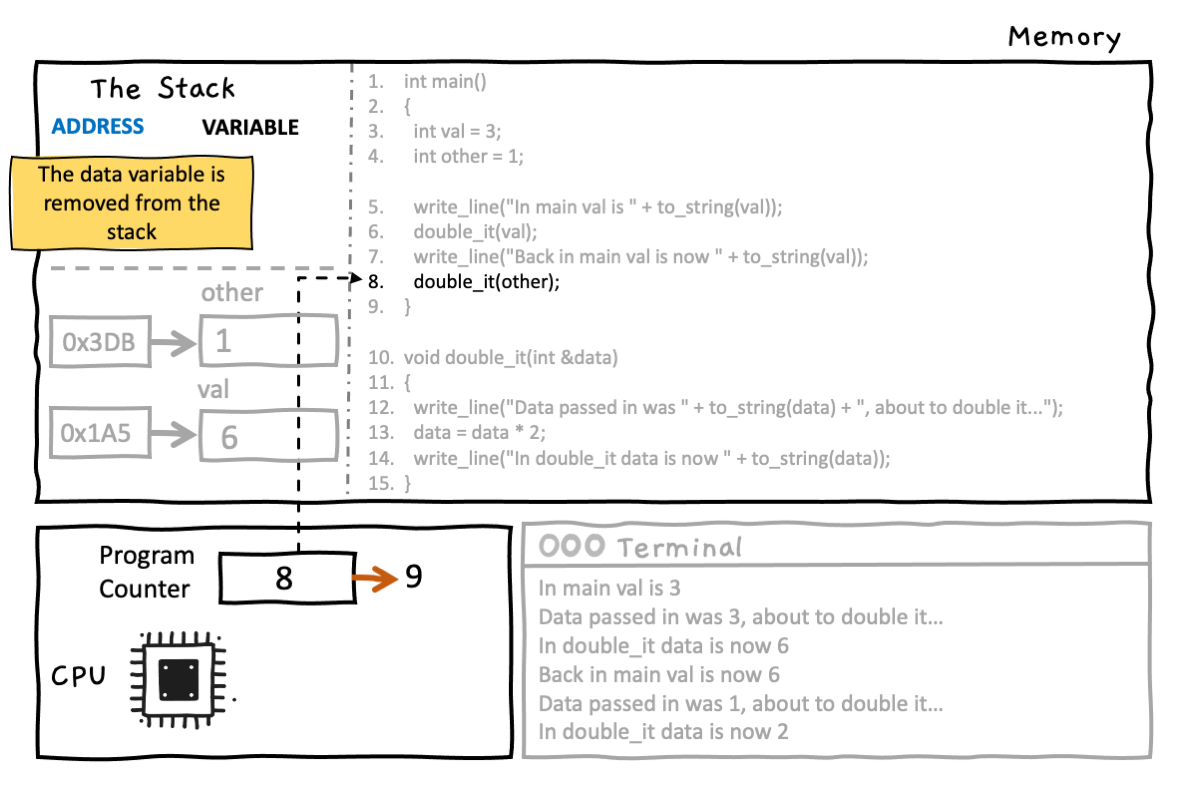 Memory
The Stack
ADDRESS VARIABLE
The data variable is
removed from the
stack
other
0x3DB 1
val
0x1A5 6
1. int main()
2. {
3. int val = 3;
4. int other = 1;
5. write_line("In main val is " + to_string(val));
6. double_it(val);
7. write_line("Back in main val is now " + to_string(val));
8. double_it(other);
9. }
10. void double_it(int &data)
11. {
12. write_line("Data passed in was " + to_string(data) + ", about to double it...");
13. data = data * 2;
14. write_line("In double_it data is now " + to_string(data));
15. }
Program
Counter
8 9
CPU
Terminal
In main val is 3
Data passed in was 3, about to double it...
In double_it data is now 6
Back in main val is now 6
Data passed in was 1, about to double it...
In double_it data is now 2